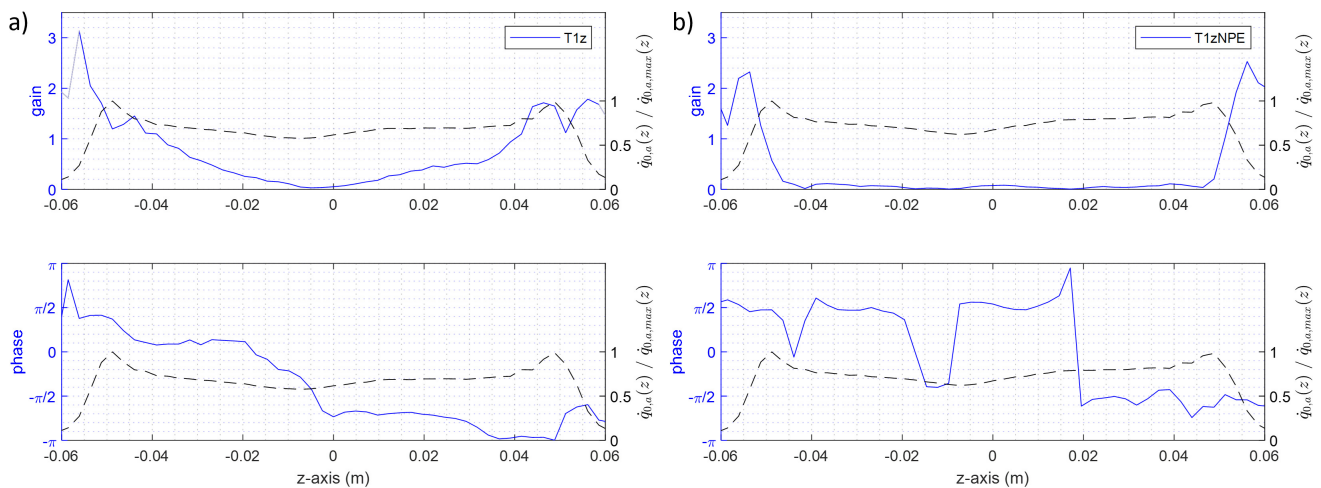 a)
T1z
3
2
1
0
gain
1
0.5
0
q̇₀,ₐ(z) / q̇₀,ₐ,ₘₐₓ(z)
-0.06 -0.04 -0.02 0 0.02 0.04 0.06
π
π/2
0
-π/2
-π
phase
1
0.5
0
q̇₀,ₐ(z) / q̇₀,ₐ,ₘₐₓ(z)
-0.06 -0.04 -0.02 0 0.02 0.04 0.06
z-axis (m)
b)
T1zNPE
3
2
1
0
gain
1
0.5
0
q̇₀,ₐ(z) / q̇₀,ₐ,ₘₐₓ(z)
-0.06 -0.04 -0.02 0 0.02 0.04 0.06
π
π/2
0
-π/2
-π
phase
1
0.5
0
q̇₀,ₐ(z) / q̇₀,ₐ,ₘₐₓ(z)
-0.06 -0.04 -0.02 0 0.02 0.04 0.06
z-axis (m)